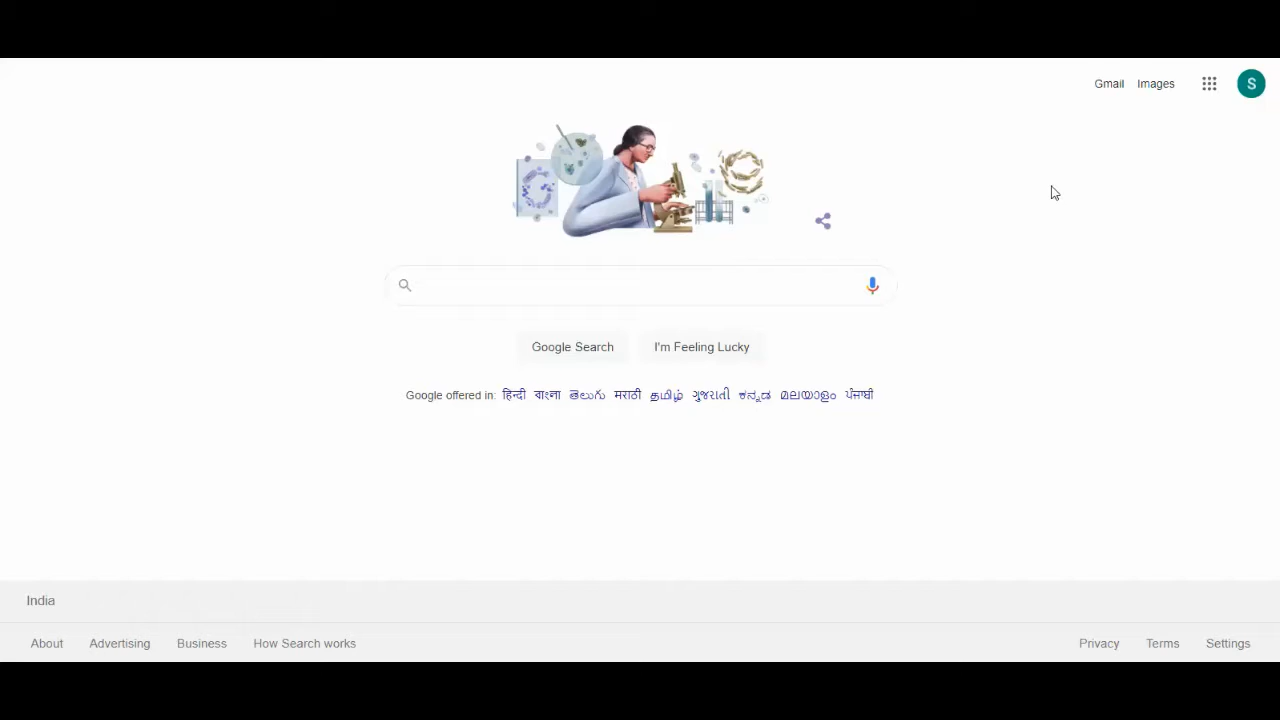 Gmail Images S
Google Search I'm Feeling Lucky
Google offered in: हिन्दी বাংলা తెలుగు मराठी தமிழ் ગુજરાતી ಕನ್ನಡ മലയാളം ਪੰਜਾਬੀ
India
About Advertising Business How Search works Privacy Terms Settings